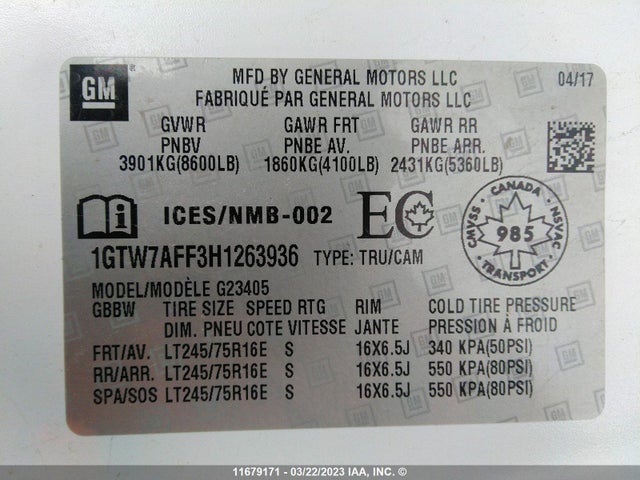 GM
MFD BY GENERAL MOTORS LLC
04/17
FABRIQUÉ PAR GENERAL MOTORS LLC
GVWR GAWR FRT GAWR RR
PNBV PNBE AV. PNBE ARR.
3901KG(8600LB) 1860KG(4100LB) 2431KG(5360LB)
i ICES/NMB-002 EC
CANADA
CMVSS 985 NSVAC
TRANSPORT
1GTW7AFF3H1263936 TYPE: TRU/CAM
MODEL/MODÈLE G23405
GBBW TIRE SIZE SPEED RTG RIM COLD TIRE PRESSURE
DIM. PNEU COTE VITESSE JANTE PRESSION À FROID
FRT/AV. LT245/75R16E S 16X6.5J 340 KPA(50PSI)
RR/ARR. LT245/75R16E S 16X6.5J 550 KPA(80PSI)
SPA/SOS LT245/75R16E S 16X6.5J 550 KPA(80PSI)
11679171 - 03/22/2023 IAA, INC. ©